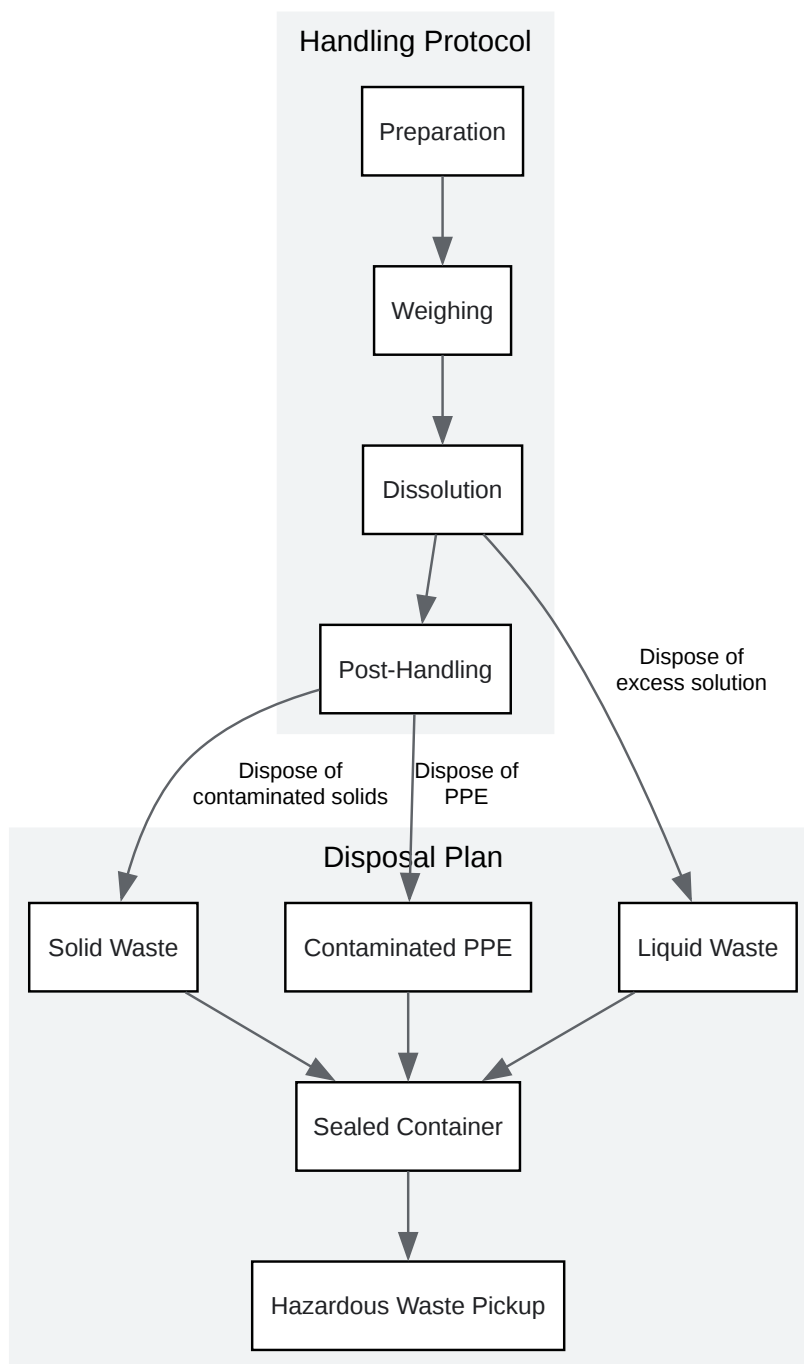 Handling Protocol
Preparation
Weighing
Dissolution
Post-Handling
Dispose of
excess solution
Dispose of
contaminated solids
Dispose of
PPE
Disposal Plan
Solid Waste
Contaminated PPE
Liquid Waste
Sealed Container
Hazardous Waste Pickup